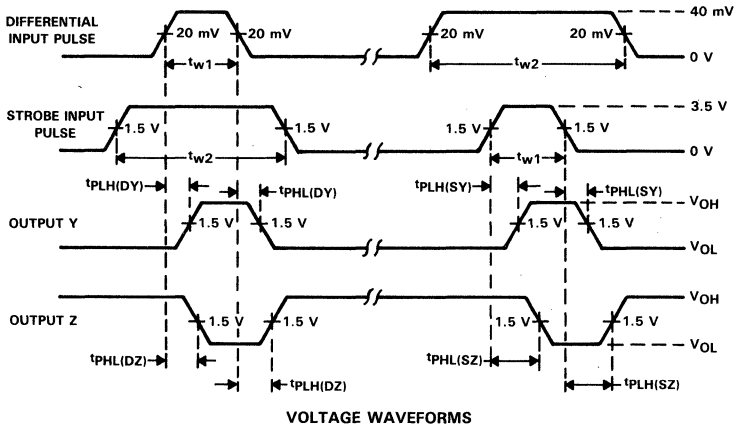 DIFFERENTIAL
INPUT PULSE
20 mV
20 mV
tw1
20 mV
20 mV
tw2
40 mV
0 V
STROBE INPUT
PULSE
1.5 V
1.5 V
tw2
1.5 V
1.5 V
tw1
3.5 V
0 V
tPLH(DY)
tPHL(DY)
tPLH(SY)
tPHL(SY)
OUTPUT Y
1.5 V
1.5 V
1.5 V
1.5 V
VOH
VOL
OUTPUT Z
1.5 V
1.5 V
1.5 V
1.5 V
VOH
VOL
tPHL(DZ)
tPLH(DZ)
tPHL(SZ)
tPLH(SZ)
VOLTAGE WAVEFORMS